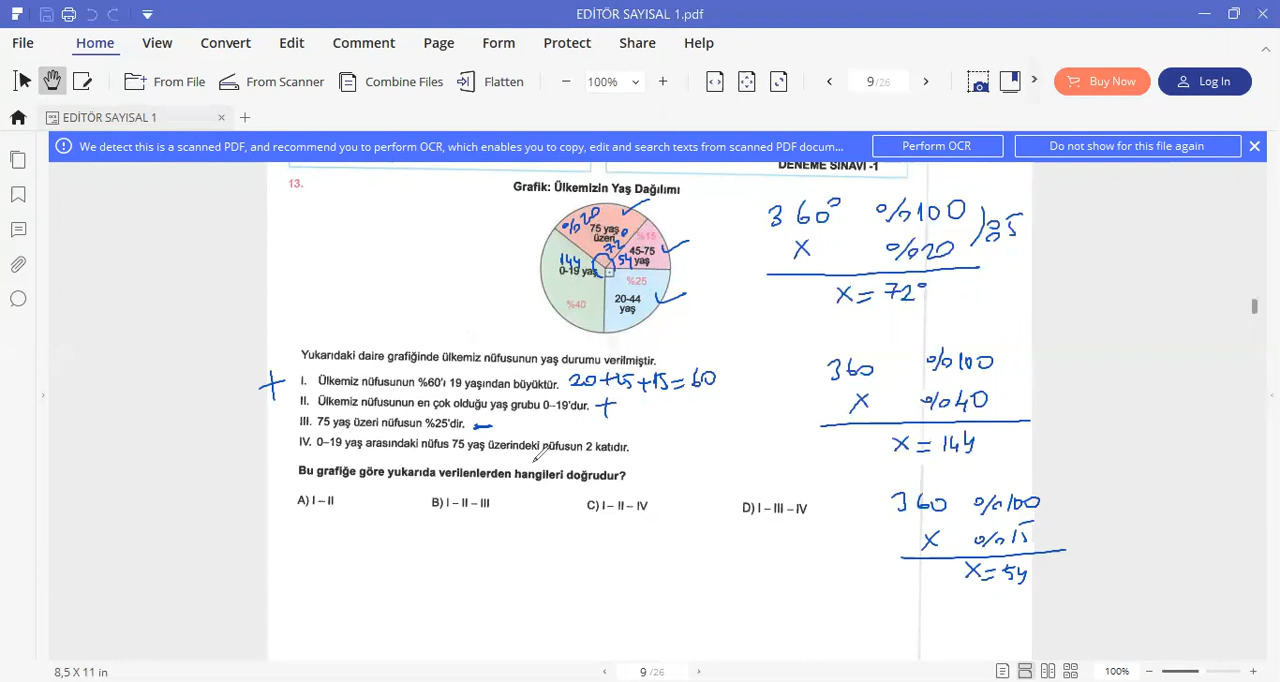 EDİTÖR SAYISAL 1.pdf
File Home View Convert Edit Comment Page Form Protect Share Help
From File From Scanner Combine Files Flatten 100% 9/26 Buy Now Log In
EDİTÖR SAYISAL 1
We detect this is a scanned PDF, and recommend you to perform OCR, which enables you to copy, edit and search texts from scanned PDF docum... Perform OCR Do not show for this file again
DENEME SINAVI -1
13.
Grafik: Ülkemizin Yaş Dağılımı
%20
75 yaş
üzeri
72°
%15
45-75
yaş
54
144
0-19 yaş
%25
20-44
yaş
%40
360° %100
x %20
x = 72°
Yukarıdaki daire grafiğinde ülkemiz nüfusunun yaş durumu verilmiştir.
+ I. Ülkemiz nüfusunun %60'ı 19 yaşından büyüktür. 20+25+15=60
II. Ülkemiz nüfusunun en çok olduğu yaş grubu 0–19'dur. +
III. 75 yaş üzeri nüfusun %25'dir. –
IV. 0–19 yaş arasındaki nüfus 75 yaş üzerindeki nüfusun 2 katıdır.
Bu grafiğe göre yukarıda verilenlerden hangileri doğrudur?
A) I – II B) I – II – III C) I – II – IV D) I – III – IV
360 %100
x %40
x = 144
360 %100
x %15
x = 54
8,5 X 11 in 9/26 100%